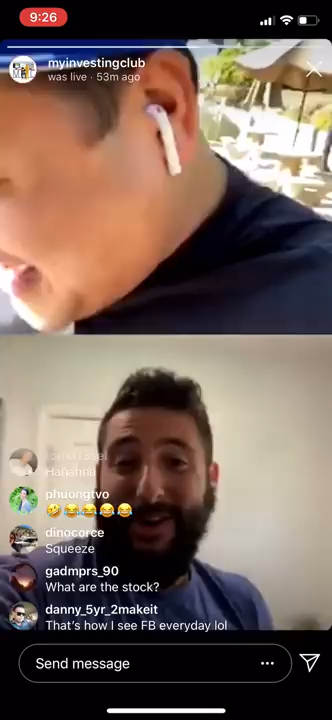 9:26
myinvestingclub
was live · 53m ago
Hahahha
phuongtvo
🤣😂😂😂😂
dinocorce
Squeeze
gadmprs_90
What are the stock?
danny_5yr_2makeit
That's how I see FB everyday lol
Send message